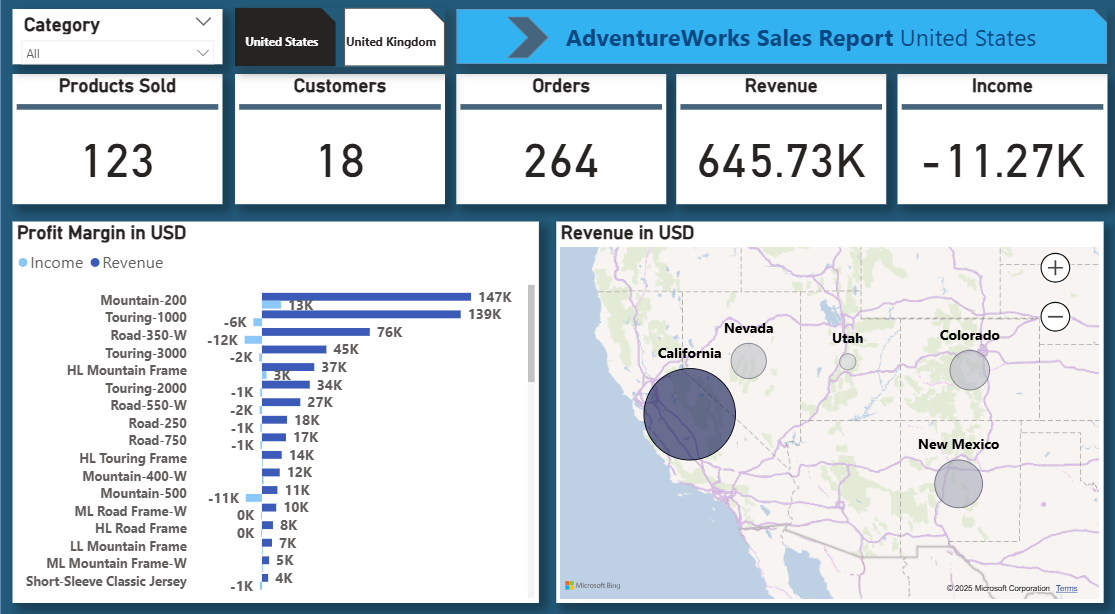 Category
All
United States
United Kingdom
AdventureWorks Sales Report United States
Products Sold
123
Customers
18
Orders
264
Revenue
645.73K
Income
-11.27K
Profit Margin in USD
Income Revenue
Mountain-200 147K
13K
Touring-1000 139K
-6K
Road-350-W 76K
-12K
Touring-3000 45K
-2K
HL Mountain Frame 37K
3K
Touring-2000 34K
-1K
Road-550-W 27K
-2K
Road-250 18K
-1K
Road-750 17K
-1K
HL Touring Frame 14K
Mountain-400-W 12K
Mountain-500 11K
-11K
ML Road Frame-W 10K
0K
HL Road Frame 8K
0K
LL Mountain Frame 7K
ML Mountain Frame-W 5K
Short-Sleeve Classic Jersey 4K
-1K
Revenue in USD
Nevada
Utah
Colorado
California
New Mexico
Microsoft Bing
© 2025 Microsoft Corporation Terms